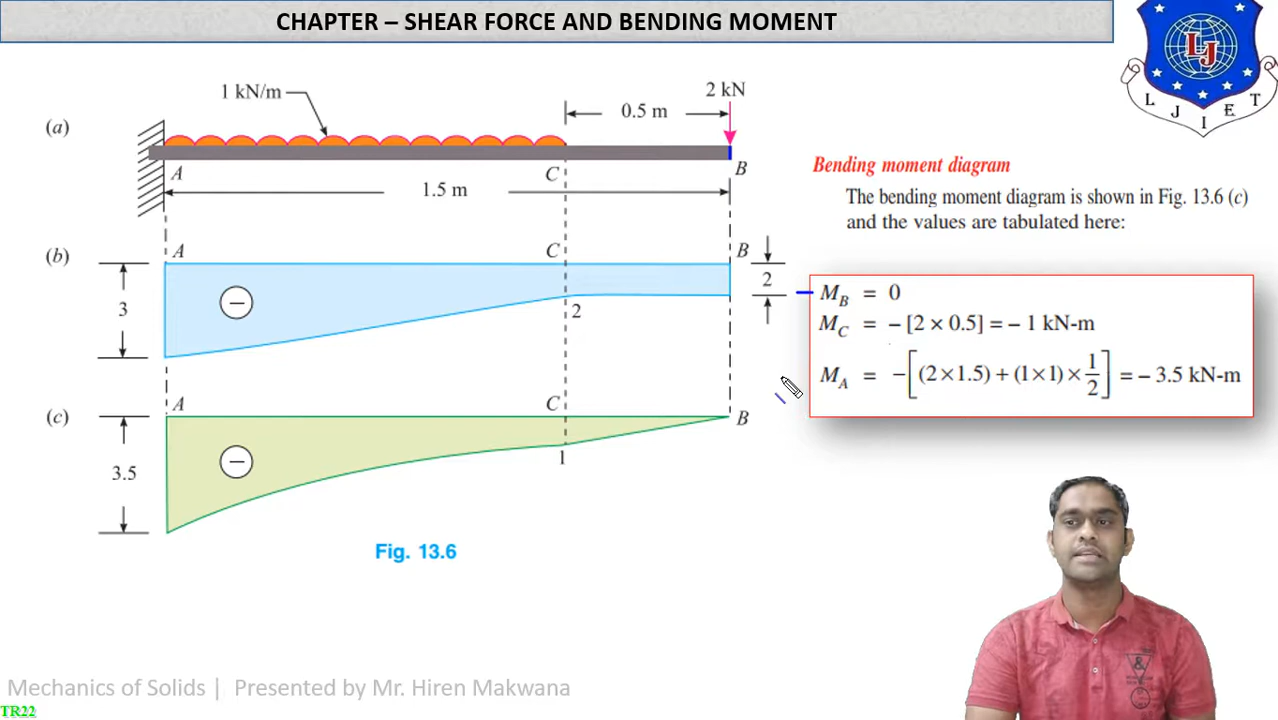 CHAPTER – SHEAR FORCE AND BENDING MOMENT
LJ
L J I E T
1 kN/m
0.5 m
2 kN
(a)
A
C
B
1.5 m
(b)
A
C
B
3
–
2
2
(c)
A
C
B
3.5
–
1
Fig. 13.6
Bending moment diagram
The bending moment diagram is shown in Fig. 13.6 (c)
and the values are tabulated here:
M_B = 0
M_C = – [2 × 0.5] = – 1 kN-m
M_A = –[(2×1.5) + (1×1) × 1/2] = – 3.5 kN-m
&
Mechanics of Solids | Presented by Mr. Hiren Makwana
TR22